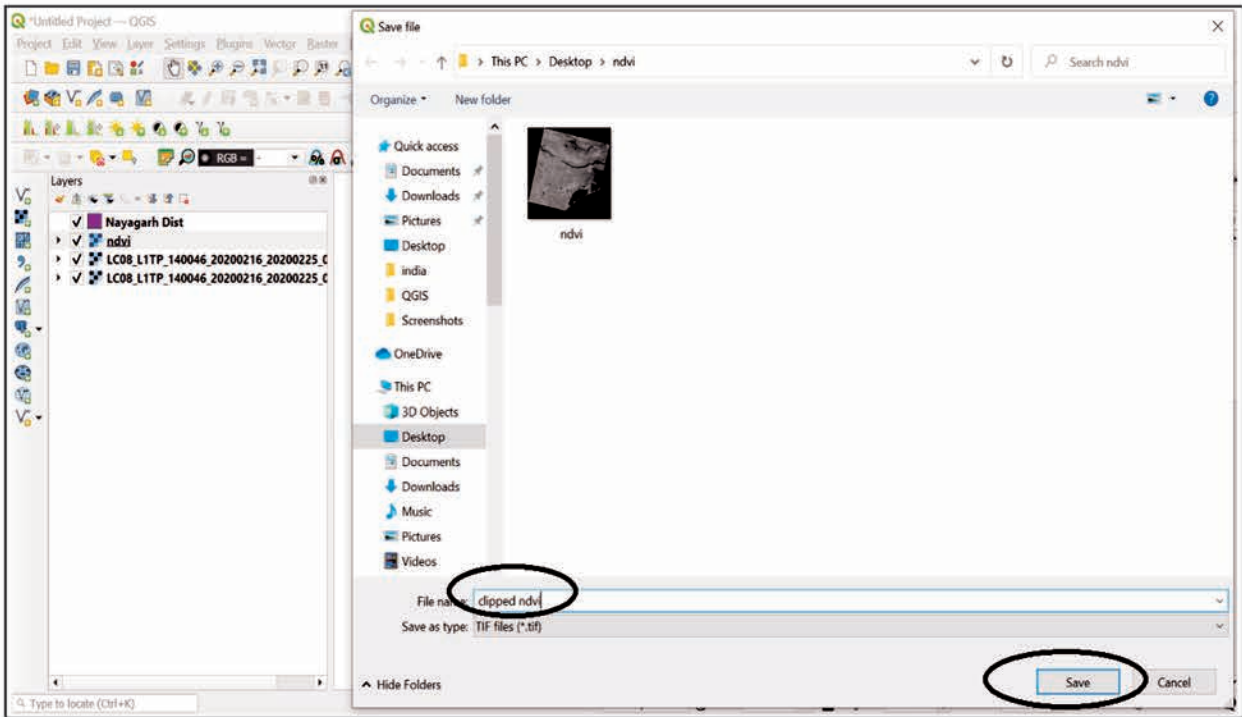 *Untitled Project — QGIS
Project Edit View Layer Settings Plugins Vector Raster
RGB =
Layers
Nayagarh Dist
ndvi
LC08_L1TP_140046_20200216_20200225_0
LC08_L1TP_140046_20200216_20200225_0
Type to locate (Ctrl+K)
Save file
This PC > Desktop > ndvi
Search ndvi
Organize
New folder
Quick access
Documents
Downloads
Pictures
Desktop
india
QGIS
Screenshots
OneDrive
This PC
3D Objects
Desktop
Documents
Downloads
Music
Pictures
Videos
ndvi
File name: clipped ndvi
Save as type: TIF files (*.tif)
Hide Folders
Save
Cancel